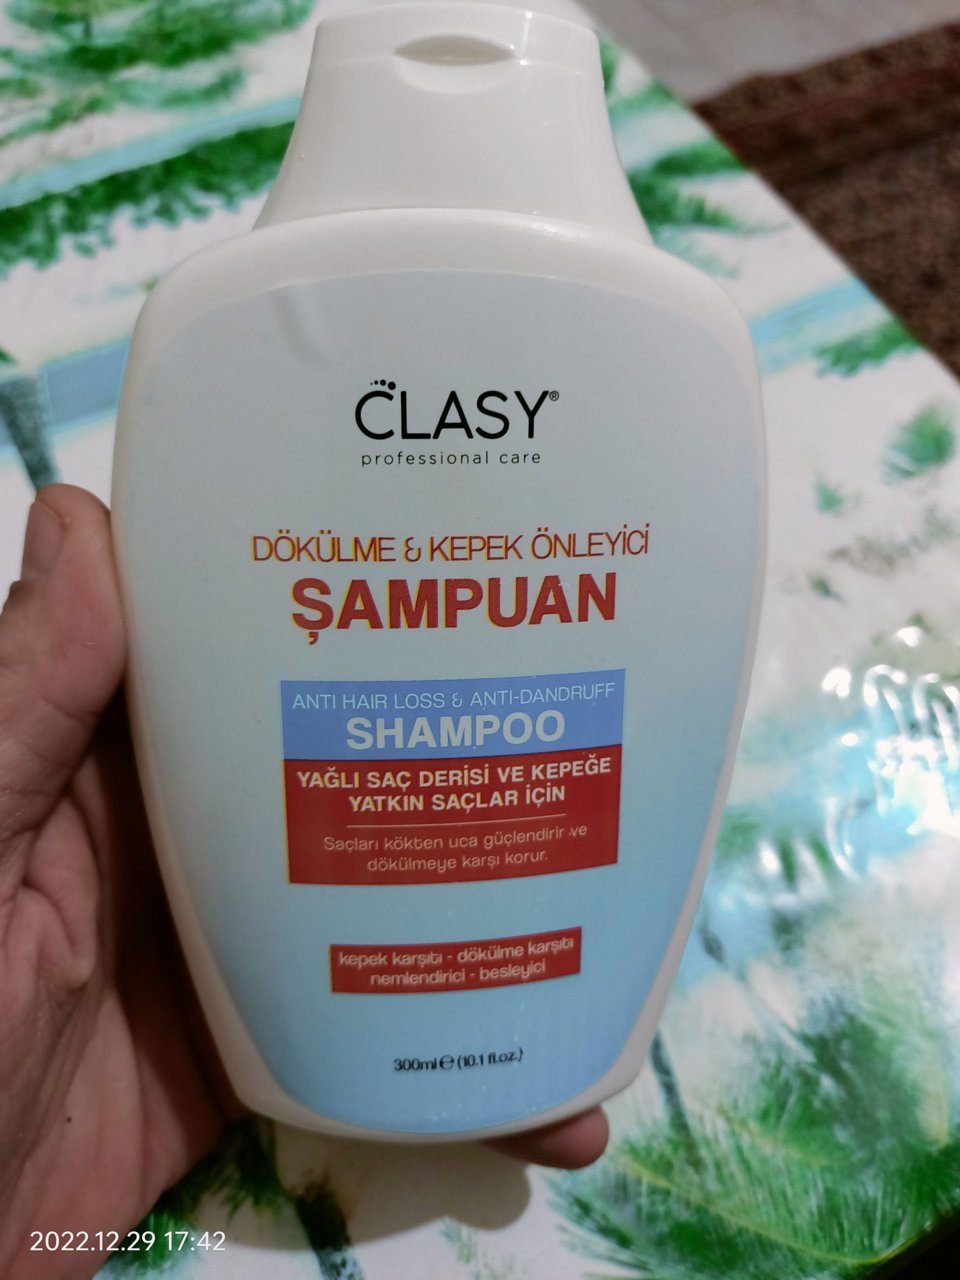 CLASY®
professional care
DÖKÜLME & KEPEK ÖNLEYİCİ
ŞAMPUAN
ANTI HAIR LOSS & ANTI-DANDRUFF
SHAMPOO
YAĞLI SAÇ DERİSİ VE KEPEĞE
YATKIN SAÇLAR İÇİN
Saçları kökten uca güçlendirir ve
dökülmeye karşı korur.
kepek karşıtı - dökülme karşıtı
nemlendirici - besleyici
300ml ℮ (10.1 fl.oz.)
2022.12.29 17:42